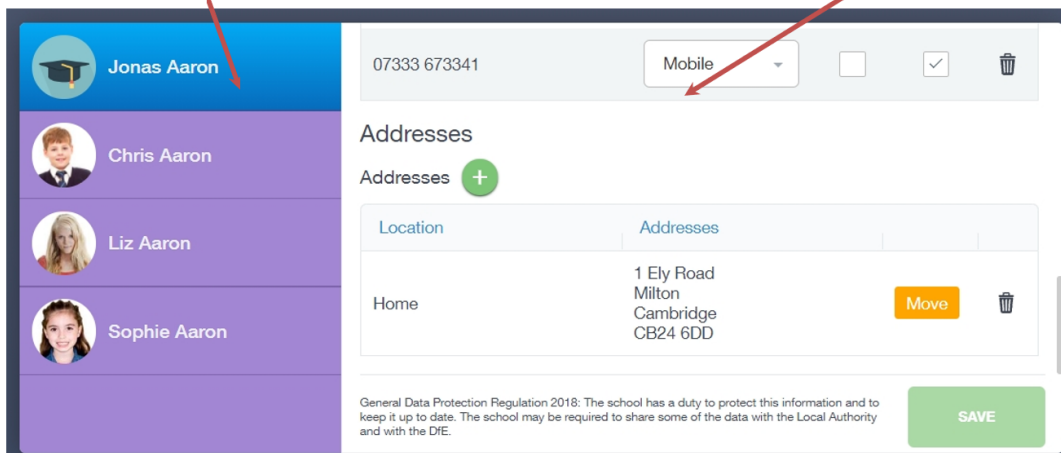 Jonas Aaron
Chris Aaron
Liz Aaron
Sophie Aaron
07333 673341 Mobile
Addresses
Addresses +
Location Addresses
Home
1 Ely Road
Milton
Cambridge
CB24 6DD
Move
General Data Protection Regulation 2018: The school has a duty to protect this information and to
keep it up to date. The school may be required to share some of the data with the Local Authority
and with the DfE.
SAVE